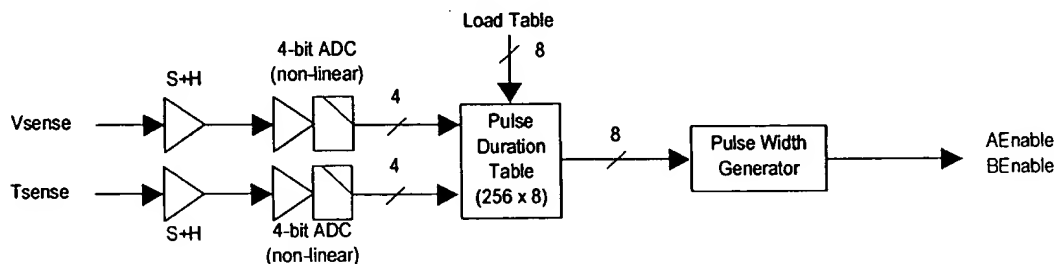 Load Table
8
4-bit ADC
(non-linear)
S+H
4
Vsense
Pulse
Duration
Table
(256 x 8)
8
Pulse Width
Generator
AEnable
BEnable
Tsense
4
S+H
4-bit ADC
(non-linear)